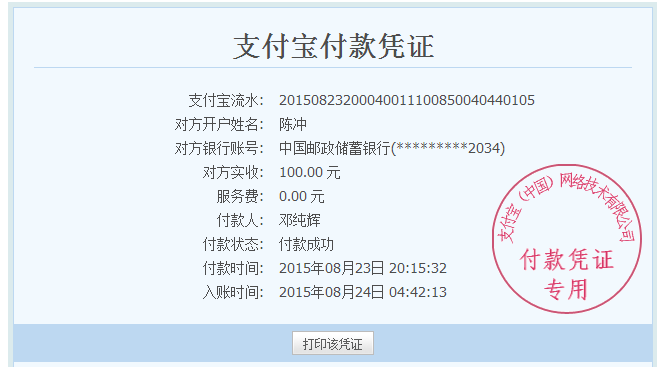 支付宝付款凭证
支付宝流水: 20150823200040011100850040440105
对方开户姓名: 陈冲
对方银行账号: 中国邮政储蓄银行(*********2034)
对方实收: 100.00 元
服务费: 0.00 元
付款人: 邓纯辉
付款状态: 付款成功
付款时间: 2015年08月23日 20:15:32
入账时间: 2015年08月24日 04:42:13
支付宝（中国）网络技术有限公司
付款凭证
专用
打印该凭证